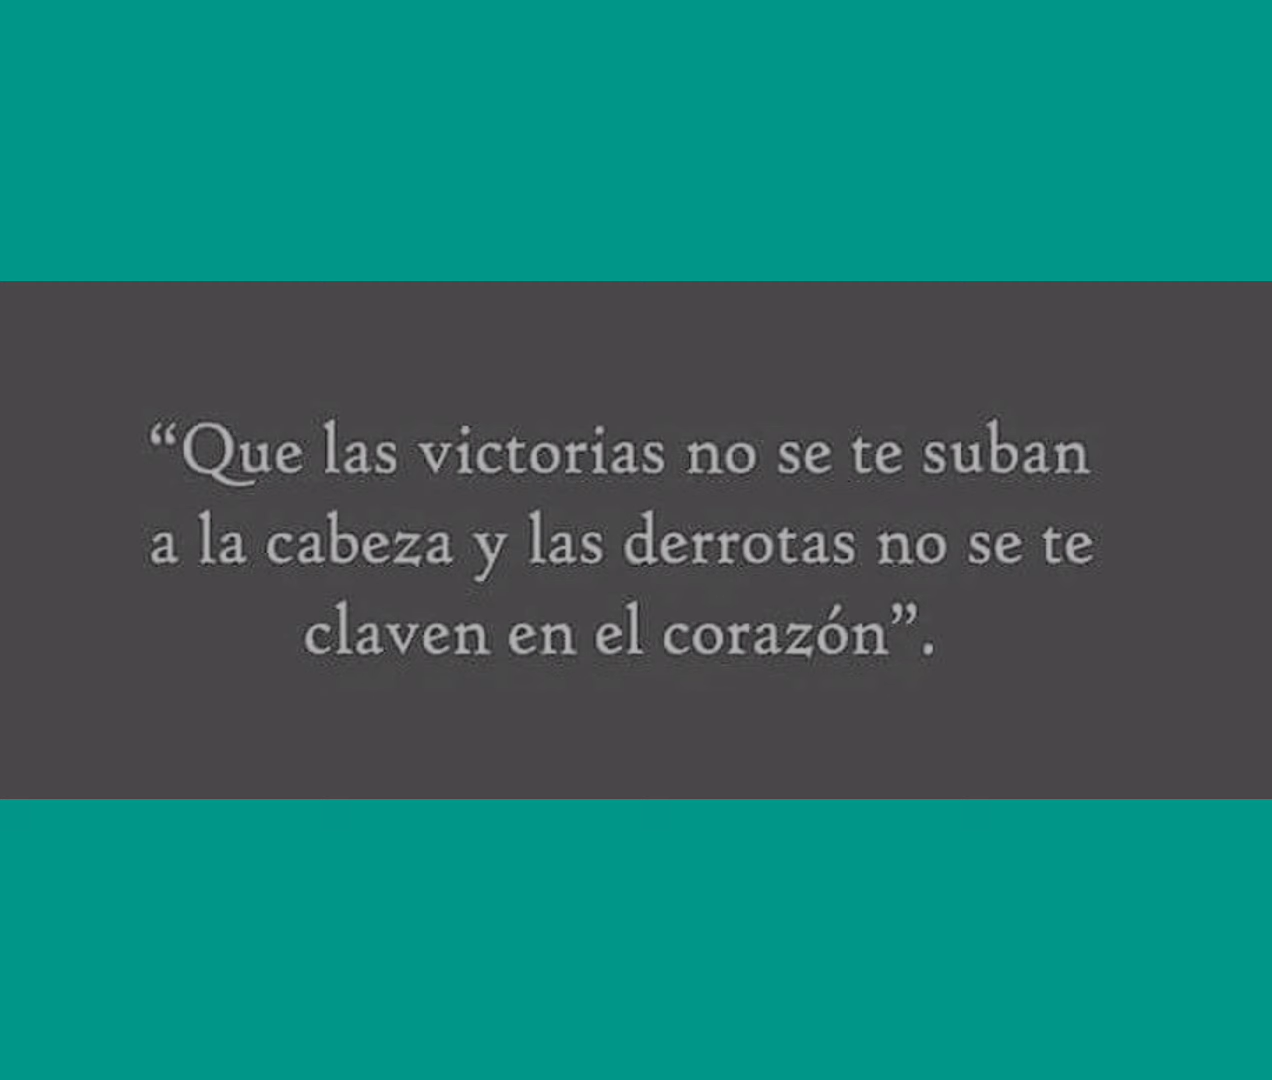 “Que las victorias no se te suban
a la cabeza y las derrotas no se te
claven en el corazón”.